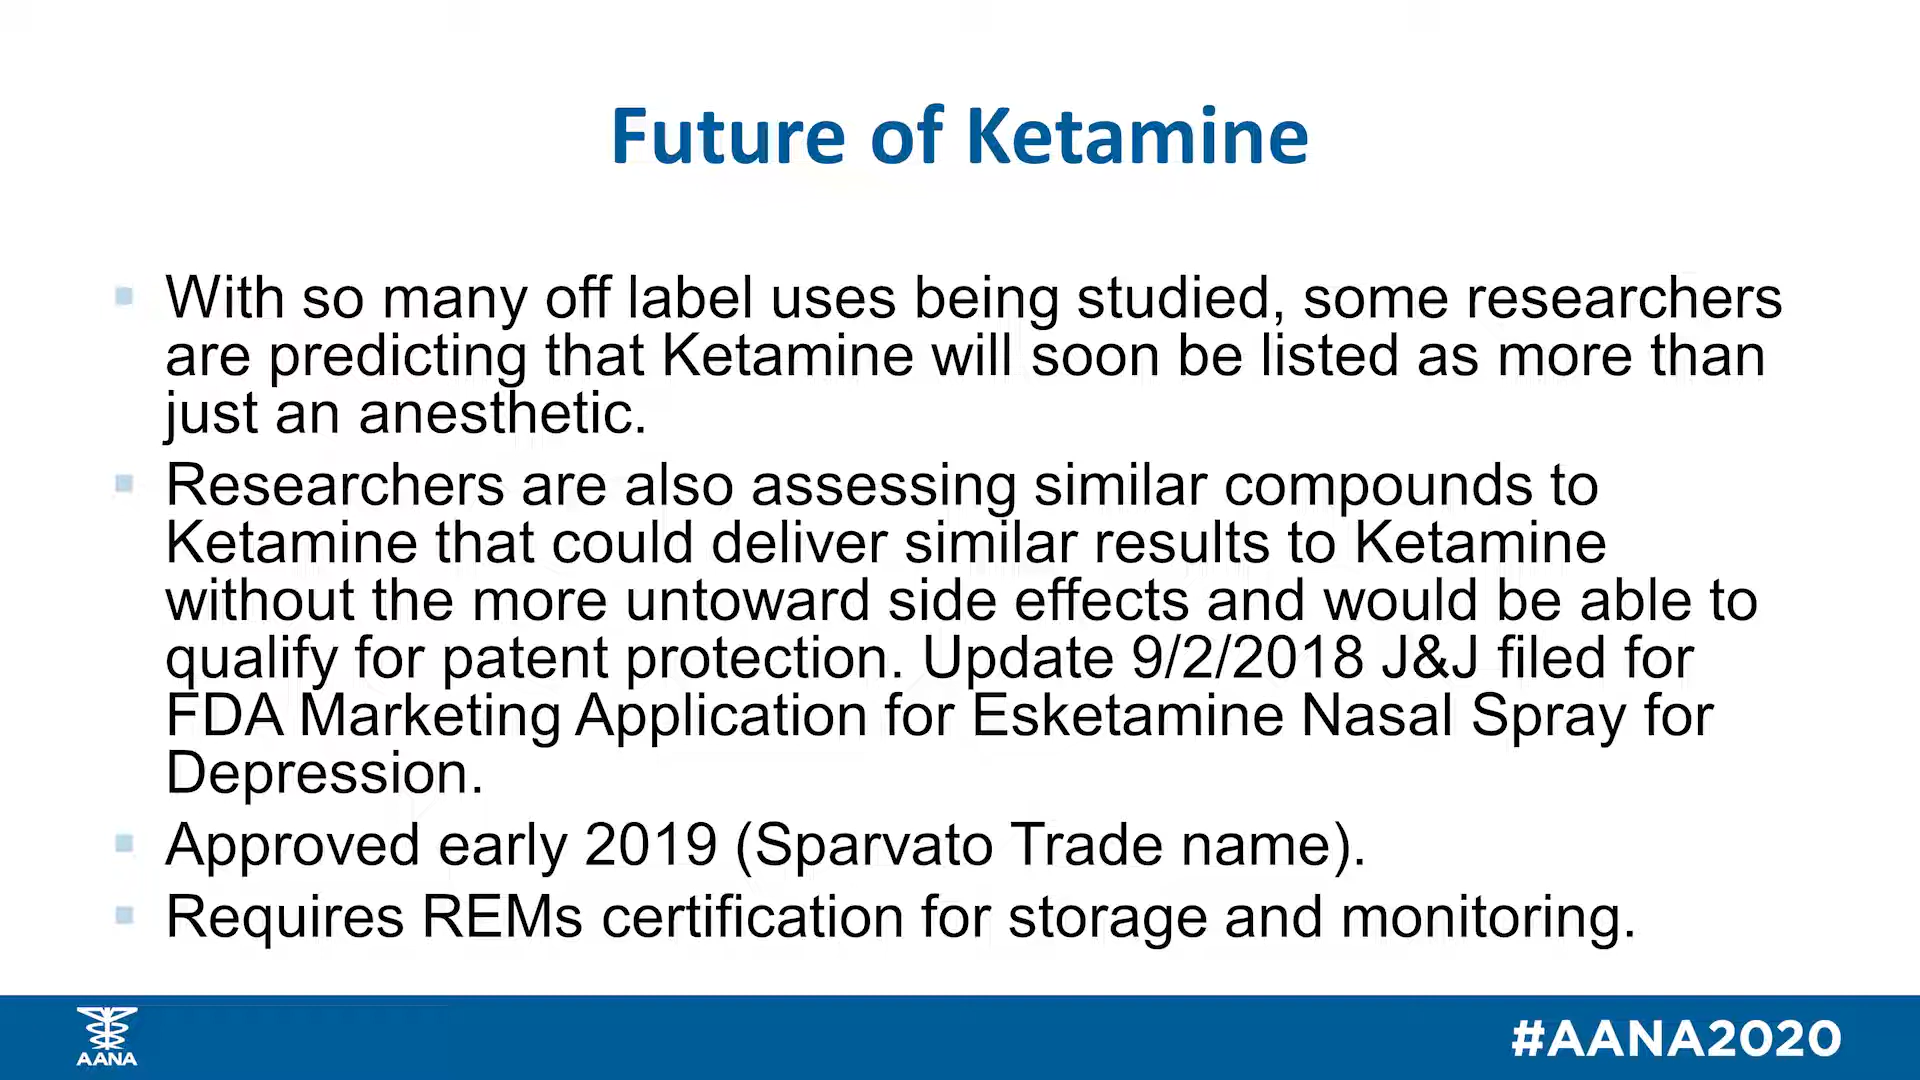 Future of Ketamine
With so many off label uses being studied, some researchers
are predicting that Ketamine will soon be listed as more than
just an anesthetic.
Researchers are also assessing similar compounds to
Ketamine that could deliver similar results to Ketamine
without the more untoward side effects and would be able to
qualify for patent protection. Update 9/2/2018 J&J filed for
FDA Marketing Application for Esketamine Nasal Spray for
Depression.
Approved early 2019 (Sparvato Trade name).
Requires REMs certification for storage and monitoring.
AANA
#AANA2020